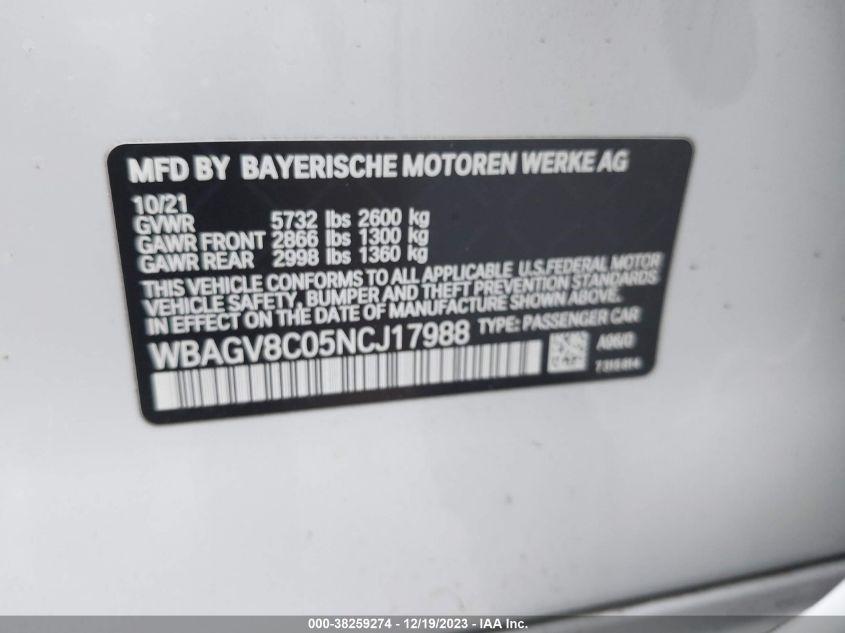 MFD BY BAYERISCHE MOTOREN WERKE AG
10/21
GVWR 5732 lbs 2600 kg
GAWR FRONT 2866 lbs 1300 kg
GAWR REAR 2998 lbs 1360 kg
THIS VEHICLE CONFORMS TO ALL APPLICABLE U.S. FEDERAL MOTOR
VEHICLE SAFETY, BUMPER AND THEFT PREVENTION STANDARDS
IN EFFECT ON THE DATE OF MANUFACTURE SHOWN ABOVE.
WBAGV8C05NCJ17988 TYPE: PASSENGER CAR
000-38259274 - 12/19/2023 - IAA Inc.